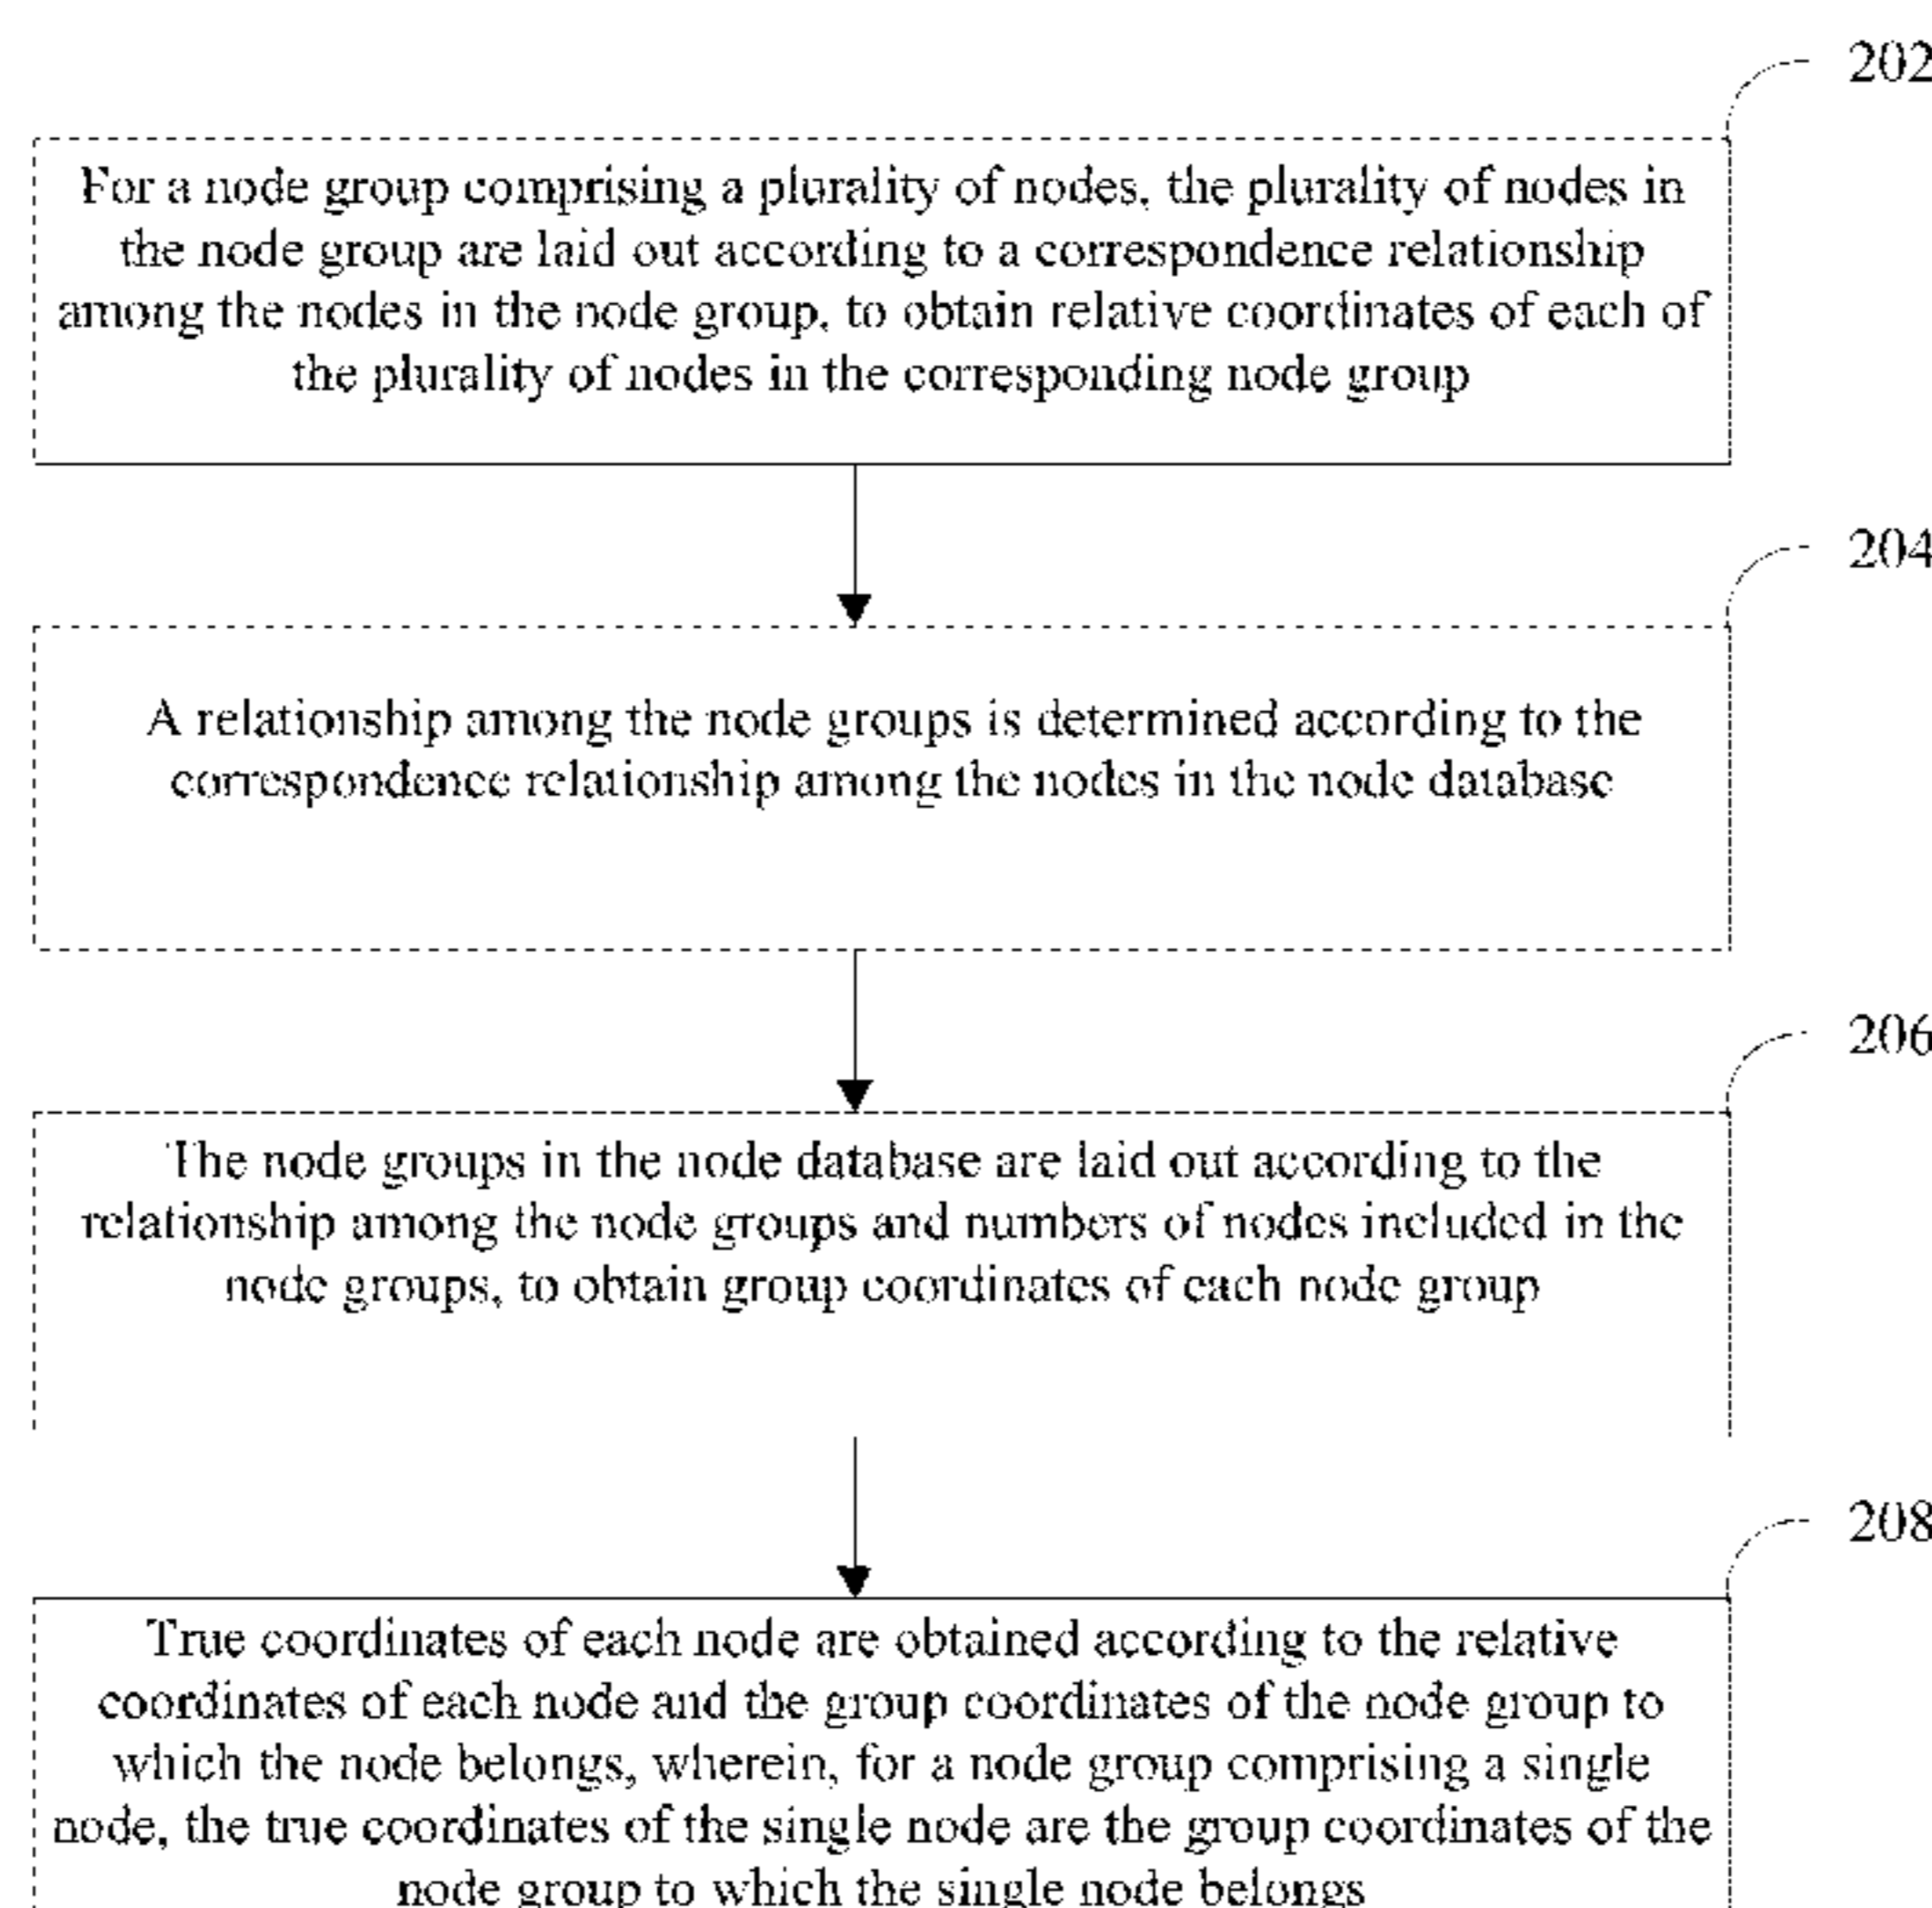 202
For a node group comprising a plurality of nodes, the plurality of nodes in
the node group are laid out according to a correspondence relationship
among the nodes in the node group, to obtain relative coordinates of each of
the plurality of nodes in the corresponding node group
204
A relationship among the node groups is determined according to the
correspondence relationship among the nodes in the node database
206
The node groups in the node database are laid out according to the
relationship among the node groups and numbers of nodes included in the
node groups, to obtain group coordinates of each node group
208
True coordinates of each node are obtained according to the relative
coordinates of each node and the group coordinates of the node group to
which the node belongs, wherein, for a node group comprising a single
node, the true coordinates of the single node are the group coordinates of the
node group to which the single node belongs